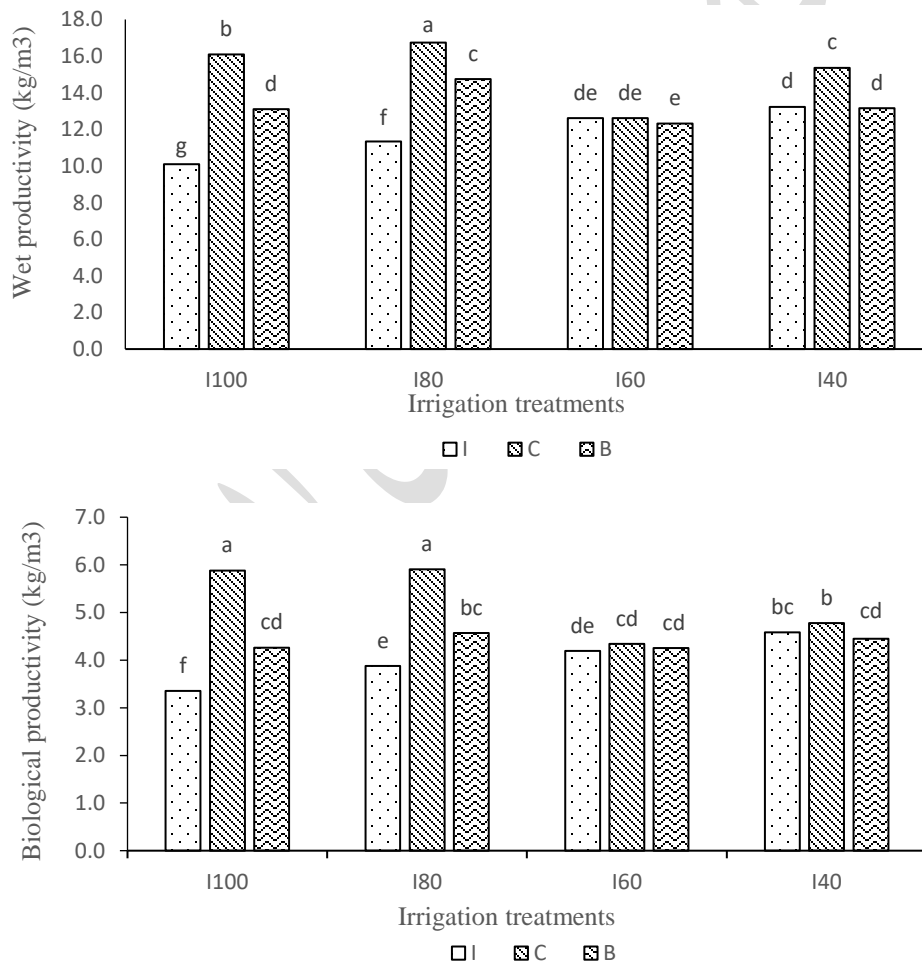 Wet productivity (kg/m3)
18.0
16.0
14.0
12.0
10.0
8.0
6.0
4.0
2.0
0.0
g b d
f a c
de de e
d c d
I100 I80 I60 I40
Irrigation treatments
I C B
Biological productivity (kg/m3)
7.0
6.0
5.0
4.0
3.0
2.0
1.0
0.0
f a cd
e a bc
de cd cd
bc b cd
I100 I80 I60 I40
Irrigation treatments
I C B